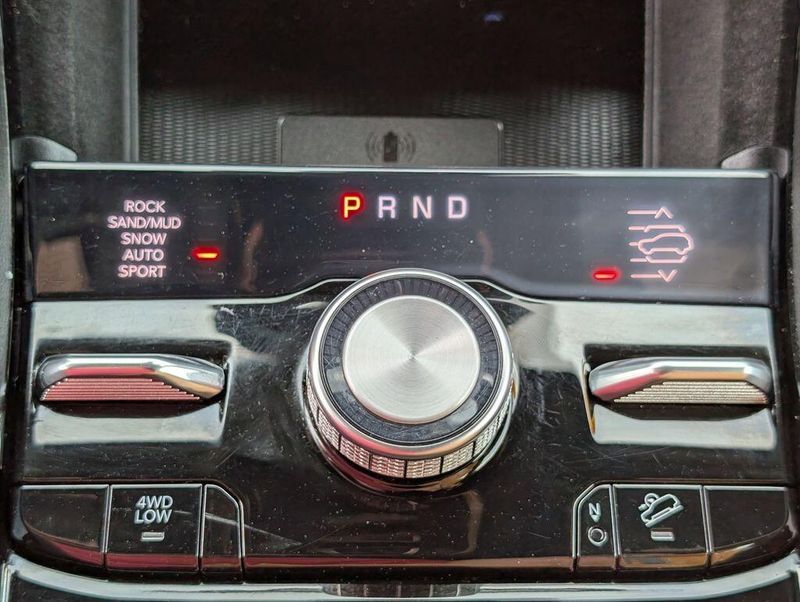 P R N D
ROCK
SAND/MUD
SNOW
AUTO
SPORT
4WD
LOW
N